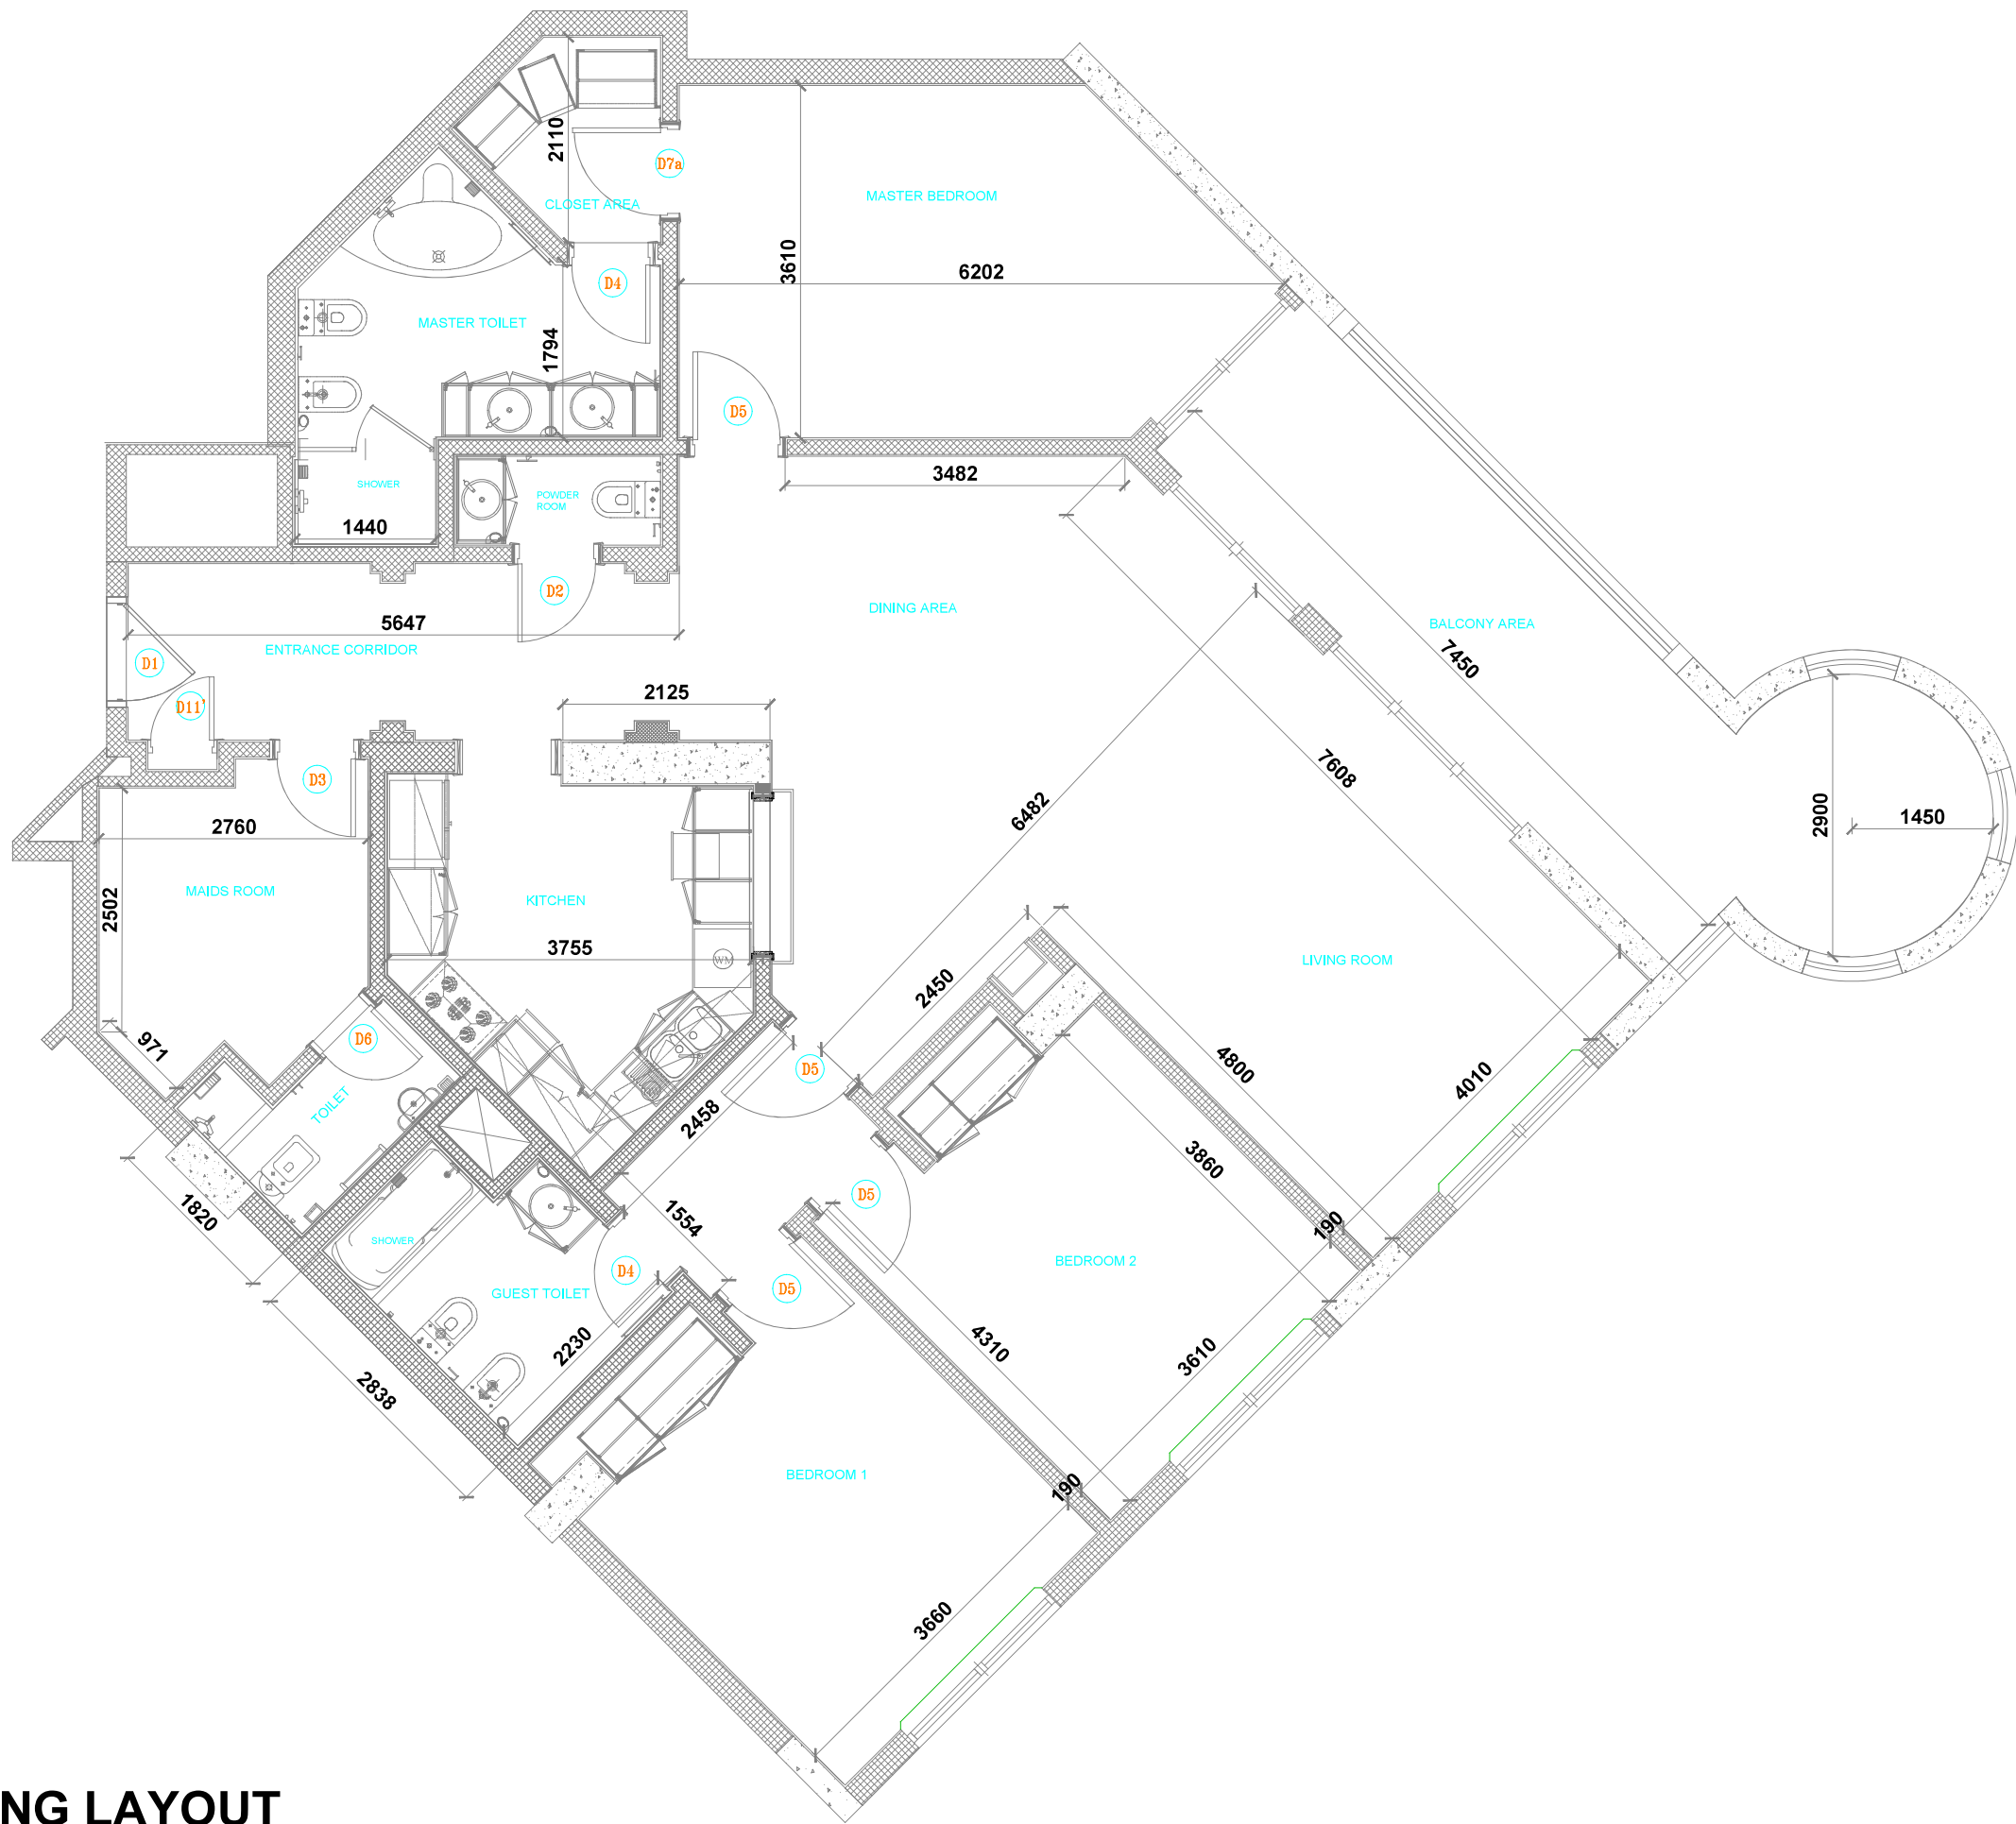 2110
D7a
CLOSET AREA
MASTER BEDROOM
3610
6202
D4
MASTER TOILET
1794
D5
3482
SHOWER
POWDER
ROOM
1440
D2
DINING AREA
5647
ENTRANCE CORRIDOR
BALCONY AREA
7450
D1
D11'
2125
7608
D3
2760
6482
2900
1450
MAIDS ROOM
2502
KITCHEN
3755
WM
LIVING ROOM
2450
971
D6
D5
4800
4010
TOILET
2458
3860
1820
D5
1554
190
SHOWER
D4
BEDROOM 2
GUEST TOILET
D5
2230
4310
3610
2838
BEDROOM 1
190
3660
NG LAYOUT